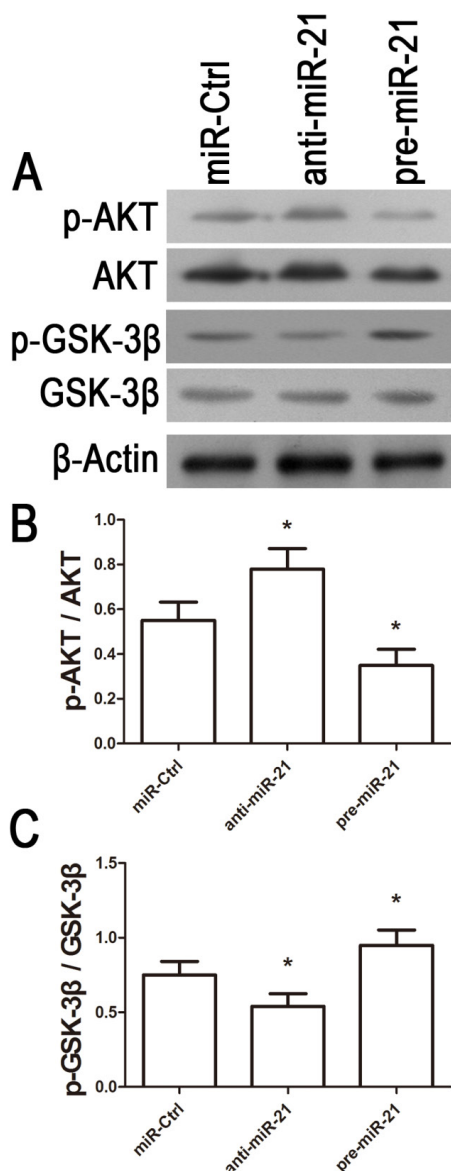 miR-Ctrl
anti-miR-21
pre-miR-21
A
p-AKT
AKT
p-GSK-3β
GSK-3β
β-Actin
B
p-AKT / AKT
1.0
0.8
0.6
0.4
0.2
0.0
*
*
miR-Ctrl
anti-miR-21
pre-miR-21
C
p-GSK-3β / GSK-3β
1.5
1.0
0.5
0.0
*
*
miR-Ctrl
anti-miR-21
pre-miR-21